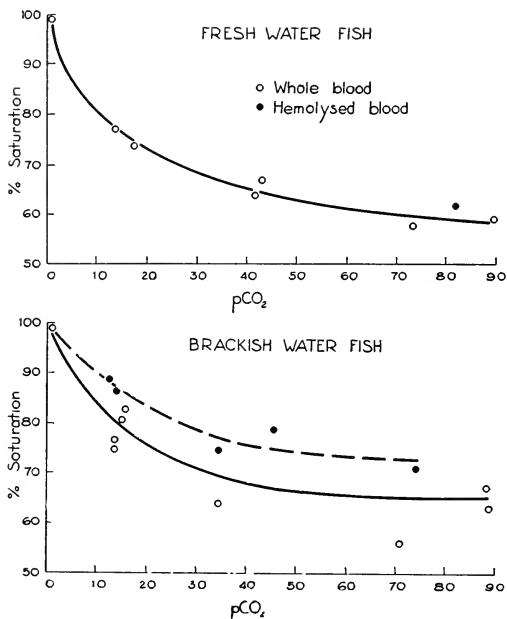 FRESH WATER FISH
○ Whole blood
● Hemolysed blood
% Saturation
100
90
80
70
60
50
0 10 20 30 40 50 60 70 80 90
pCO₂
BRACKISH WATER FISH
% Saturation
100
90
80
70
60
50
0 10 20 30 40 50 60 70 80 90
pCO₂